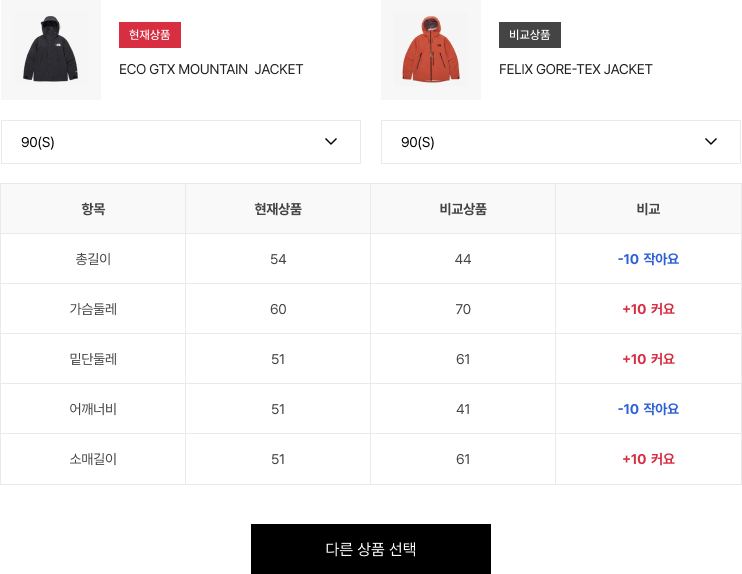 현재상품
ECO GTX MOUNTAIN  JACKET
비교상품
FELIX GORE-TEX JACKET
90(S)
90(S)
항목 현재상품 비교상품 비교
총길이 54 44 -10 작아요
가슴둘레 60 70 +10 커요
밑단둘레 51 61 +10 커요
어깨너비 51 41 -10 작아요
소매길이 51 61 +10 커요
다른 상품 선택